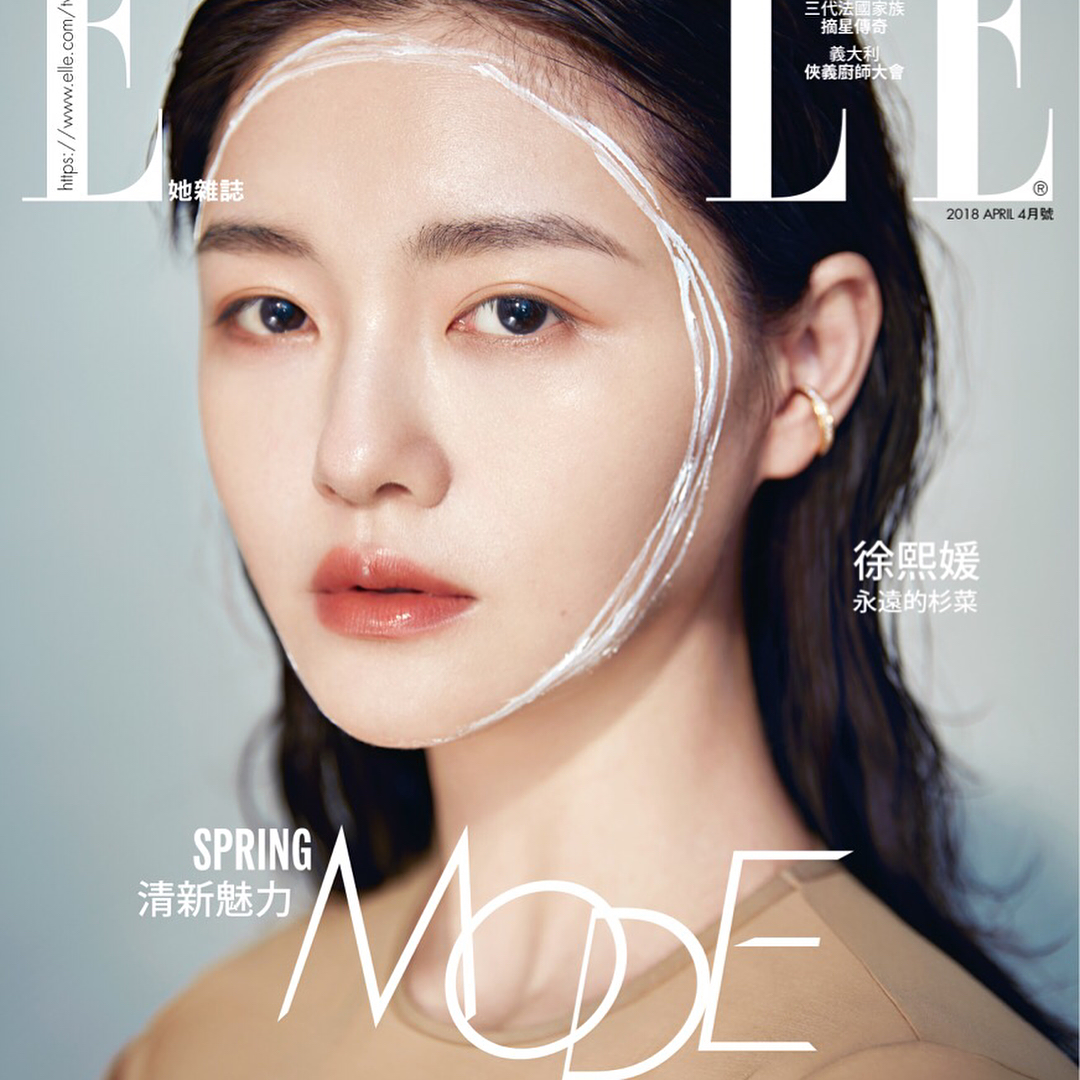 https://www.elle.com/
ELLE
®
她雜誌
2018 APRIL 4月號
三代法國家族
摘星傳奇
義大利
俠義廚師大會
徐熙媛
永遠的杉菜
SPRING
清新魅力
MODE